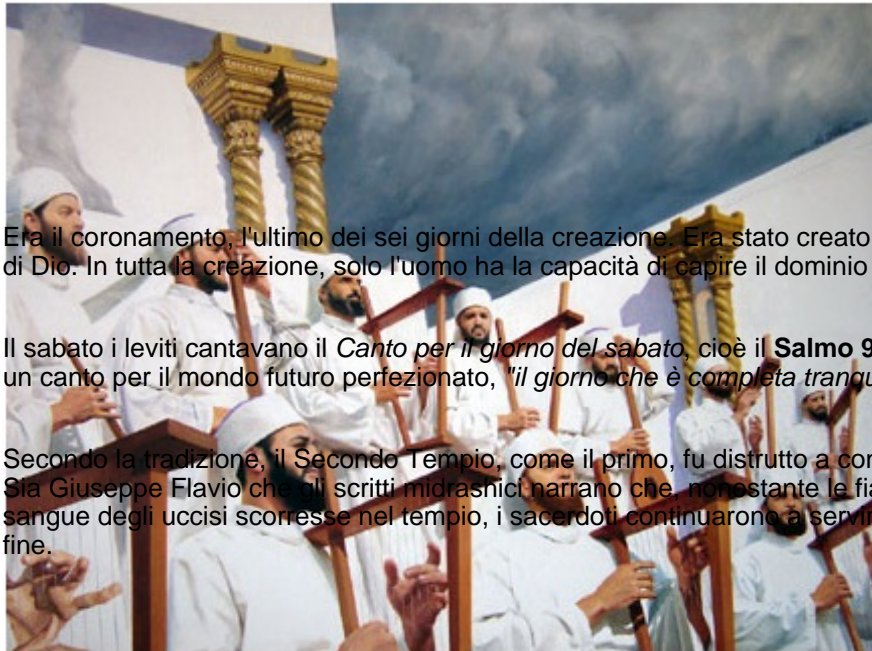 Era il coronamento, l'ultimo dei sei giorni della creazione. Era stato creato
di Dio. In tutta la creazione, solo l'uomo ha la capacità di capire il dominio
Il sabato i leviti cantavano il Canto per il giorno del sabato, cioè il Salmo 9
un canto per il mondo futuro perfezionato, "il giorno che è completa tranqu
Secondo la tradizione, il Secondo Tempio, come il primo, fu distrutto a con
Sia Giuseppe Flavio che gli scritti midrashici narrano che, nonostante le fia
sangue degli uccisi scorresse nel tempio, i sacerdoti continuarono a servir
fine.